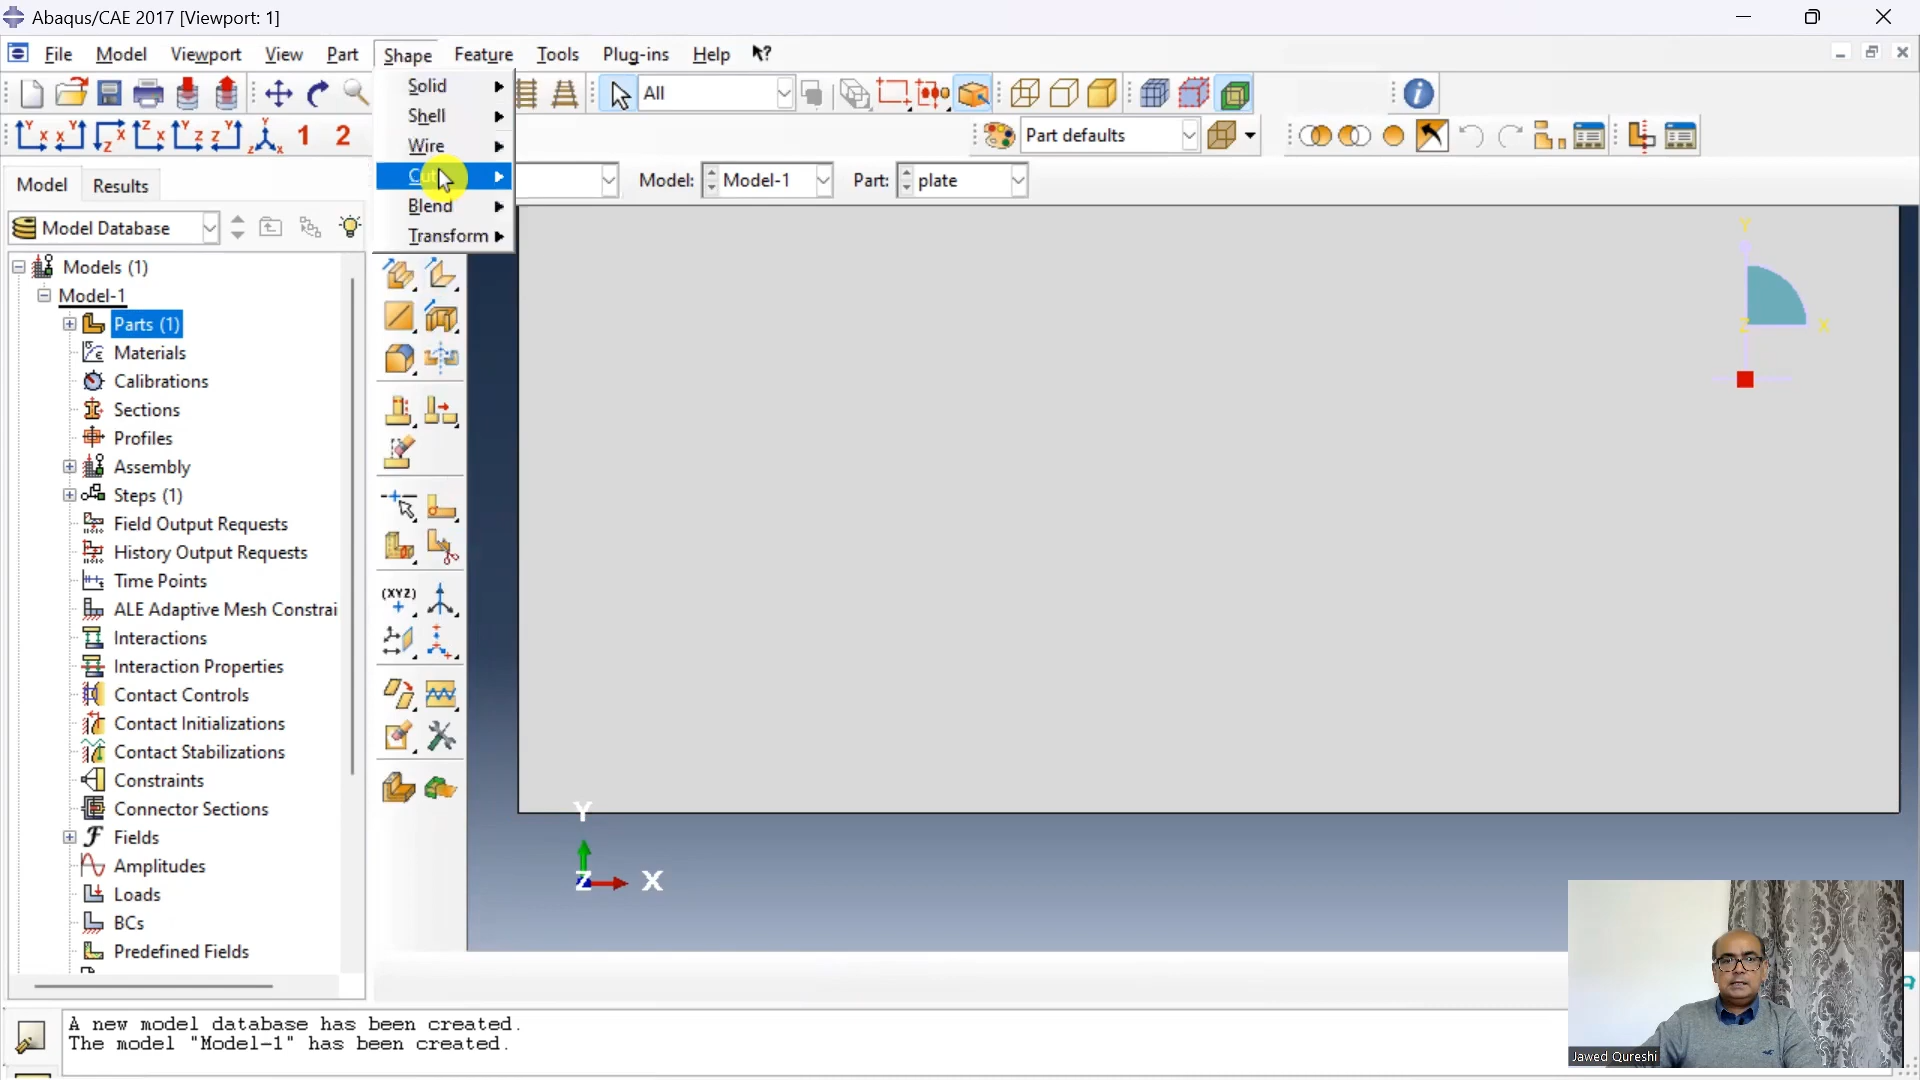 Abaqus/CAE 2017 [Viewport: 1]
File Model Viewport View Part Shape Feature Tools Plug-ins Help
Solid
Shell
Wire
Cut
Blend
Transform
All
1 2
Part defaults
Model Results
Model: Model-1 Part: plate
Model Database
Models (1)
Model-1
Parts (1)
Materials
Calibrations
Sections
Profiles
Assembly
Steps (1)
Field Output Requests
History Output Requests
Time Points
ALE Adaptive Mesh Constrai
Interactions
Interaction Properties
Contact Controls
Contact Initializations
Contact Stabilizations
Constraints
Connector Sections
Fields
Amplitudes
Loads
BCs
Predefined Fields
(XYZ)
Y
Z X
Y
Z X
A new model database has been created.
The model "Model-1" has been created.
Jawed Qureshi